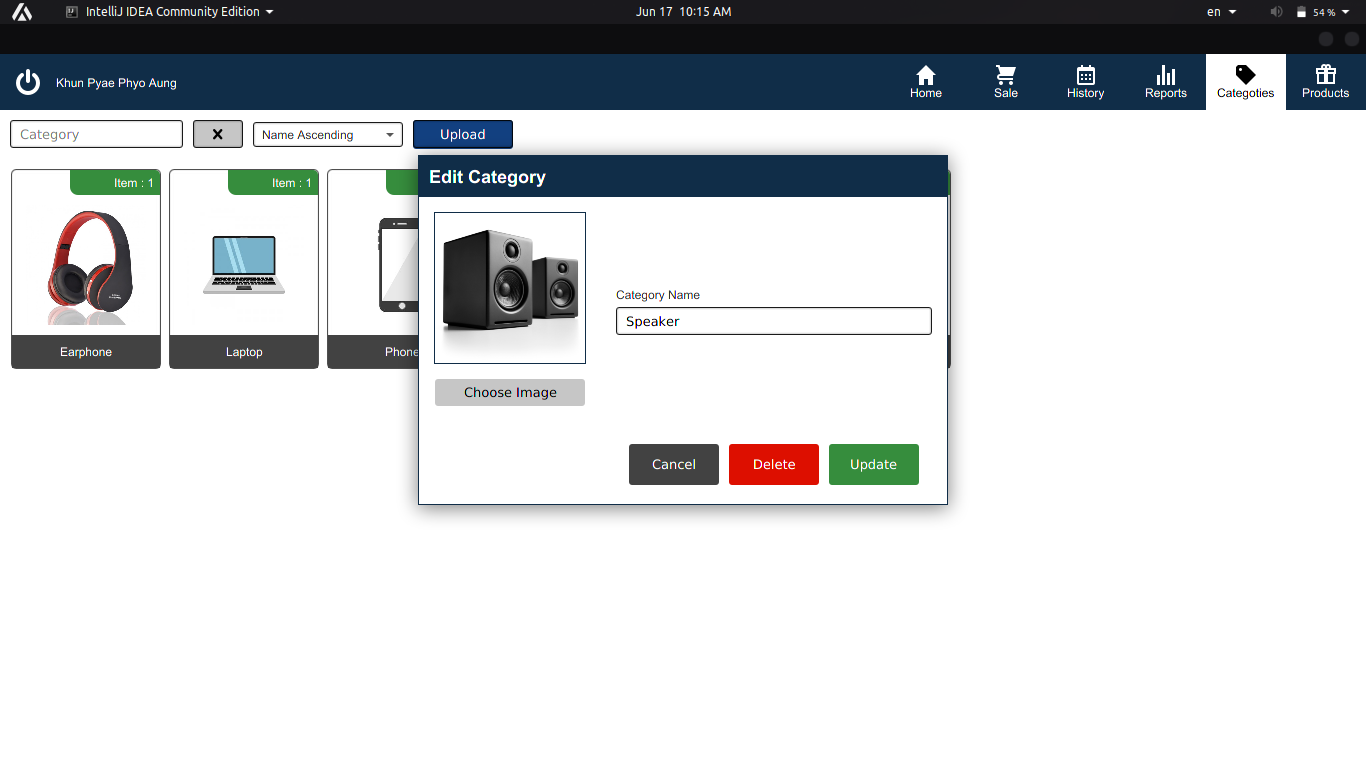 IntelliJ IDEA Community Edition
Jun 17 10:15 AM
en
54 %
Khun Pyae Phyo Aung
Home
Sale
History
Reports
Categoties
Products
Category
Name Ascending
Upload
Item : 1
Item : 1
Earphone
Laptop
Phone
Edit Category
Category Name
Speaker
Choose Image
Cancel
Delete
Update